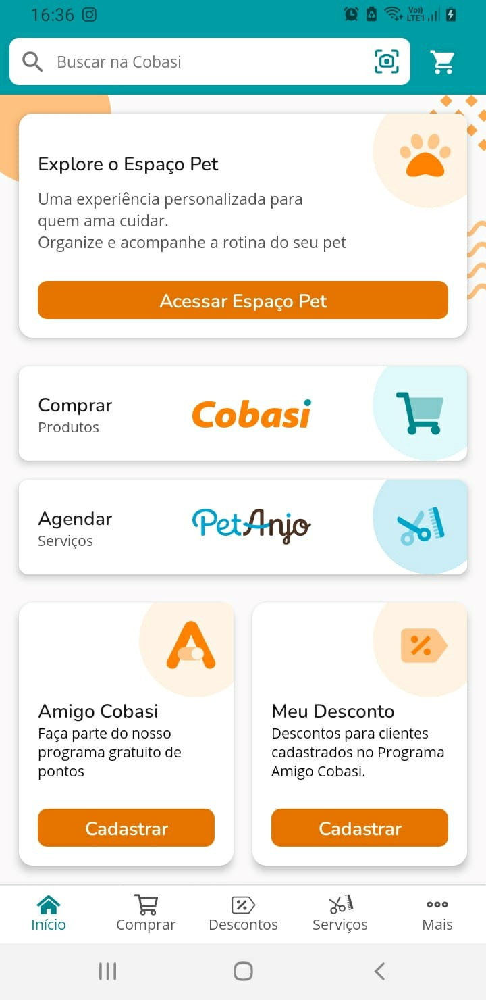 16:36
Vo)) LTE1
Buscar na Cobasi
Explore o Espaço Pet
Uma experiência personalizada para
quem ama cuidar.
Organize e acompanhe a rotina do seu pet
Acessar Espaço Pet
Comprar
Produtos
Cobasi
Agendar
Serviços
PetAnjo
Amigo Cobasi
Faça parte do nosso
programa gratuito de
pontos
Cadastrar
Meu Desconto
Descontos para clientes
cadastrados no Programa
Amigo Cobasi.
Cadastrar
Início
Comprar
Descontos
Serviços
Mais